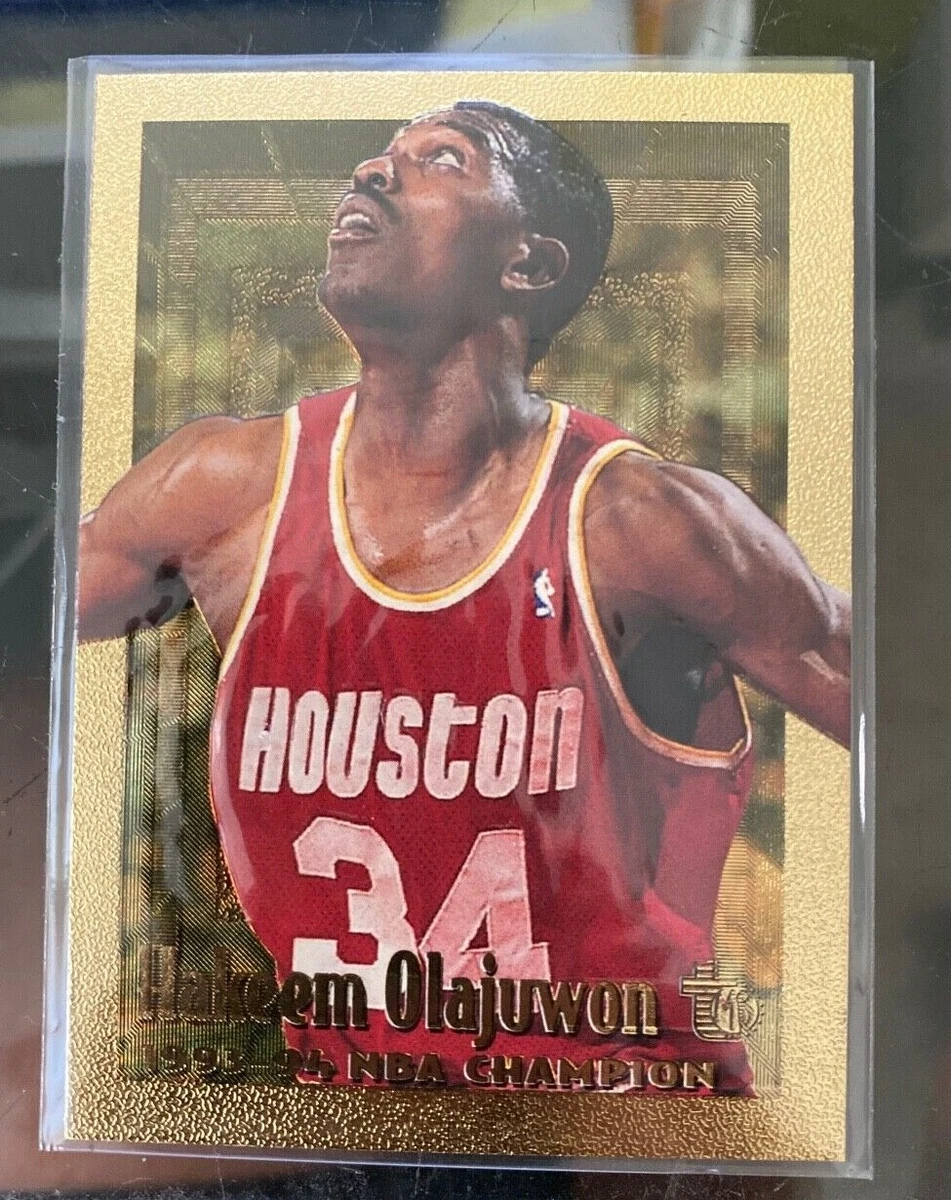 HOUSTON
34
Hakeem Olajuwon
1993-94 NBA CHAMPION